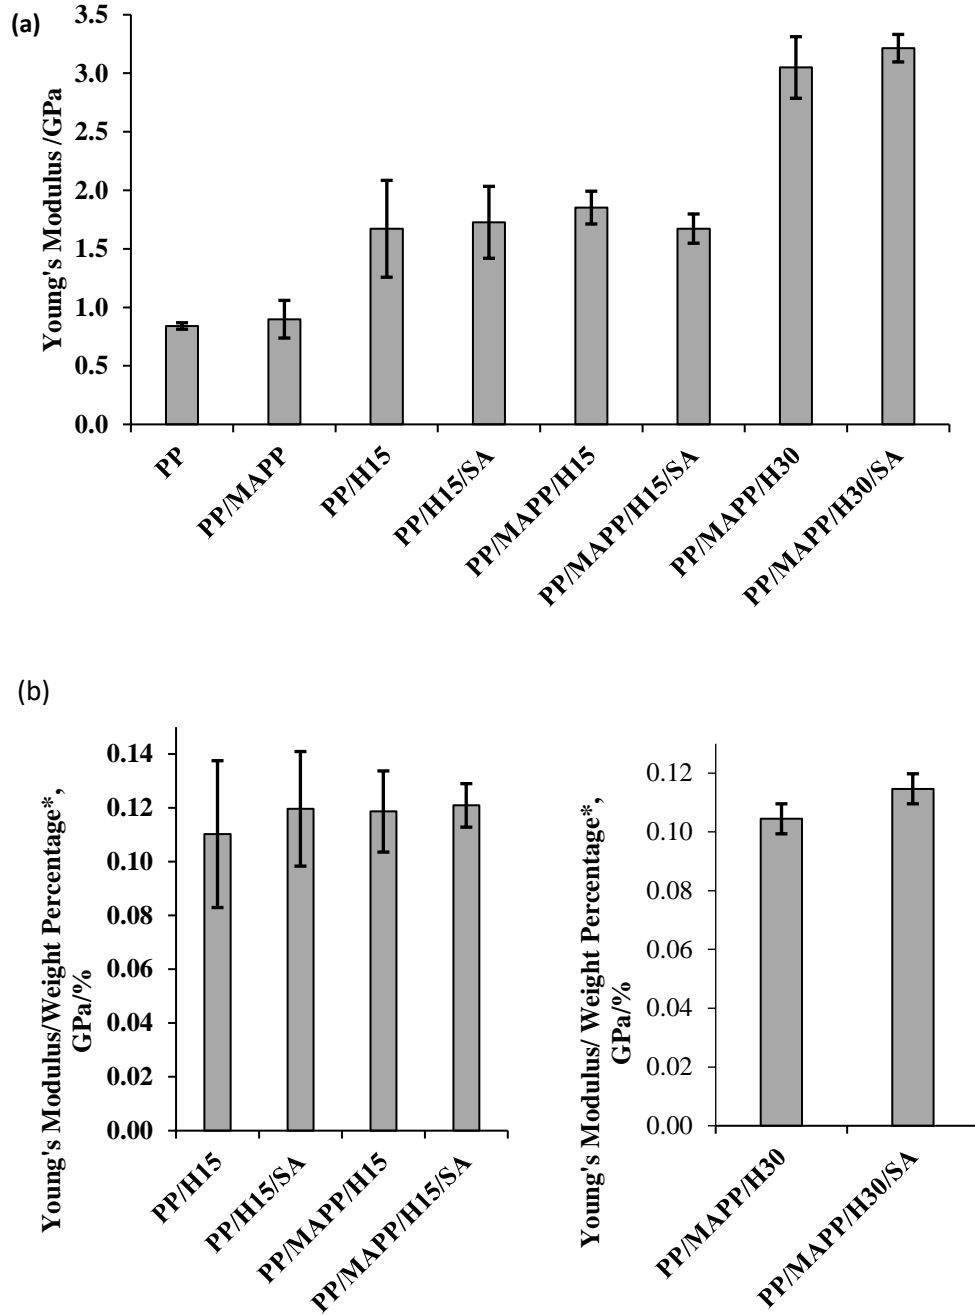 (a)
Young's Modulus /GPa
3.5
3.0
2.5
2.0
1.5
1.0
0.5
0.0
PP
PP/MAPP
PP/H15
PP/H15/SA
PP/MAPP/H15
PP/MAPP/H15/SA
PP/MAPP/H30
PP/MAPP/H30/SA
(b)
Young's Modulus/Weight Percentage*,
GPa/%
0.14
0.12
0.10
0.08
0.06
0.04
0.02
0.00
PP/H15
PP/H15/SA
PP/MAPP/H15
PP/MAPP/H15/SA
Young's Modulus/ Weight Percentage*,
GPa/%
0.12
0.10
0.08
0.06
0.04
0.02
0.00
PP/MAPP/H30
PP/MAPP/H30/SA